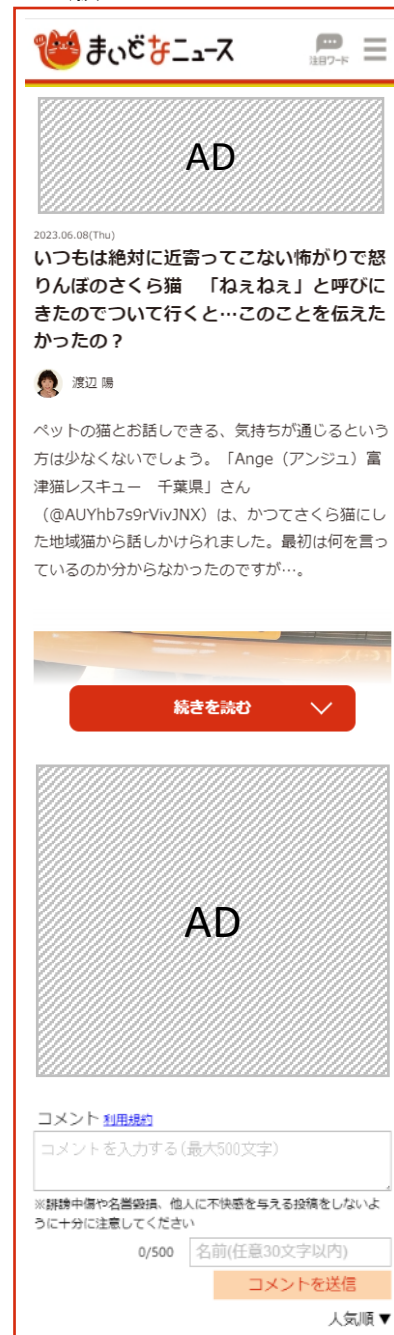 まいどなニュース
注目ワード
AD
2023.06.08(Thu)
いつもは絶対に近寄ってこない怖がりで怒
りんぼのさくら猫　「ねぇねぇ」と呼びに
きたのでついて行くと…このことを伝えた
かったの？
渡辺 陽
ペットの猫とお話しできる、気持ちが通じるという
方は少なくないでしょう。「Ange（アンジュ）富
津猫レスキュー　千葉県」さん
（@AUYhb7s9rVivJNX）は、かつてさくら猫にし
た地域猫から話しかけられました。最初は何を言っ
ているのか分からなかったのですが…。
続きを読む
AD
コメント 利用規約
コメントを入力する(最大500文字)
※誹謗中傷や名誉毀損、他人に不快感を与える投稿をしないよ
うに十分に注意してください
0/500 名前(任意30文字以内)
コメントを送信
人気順▼